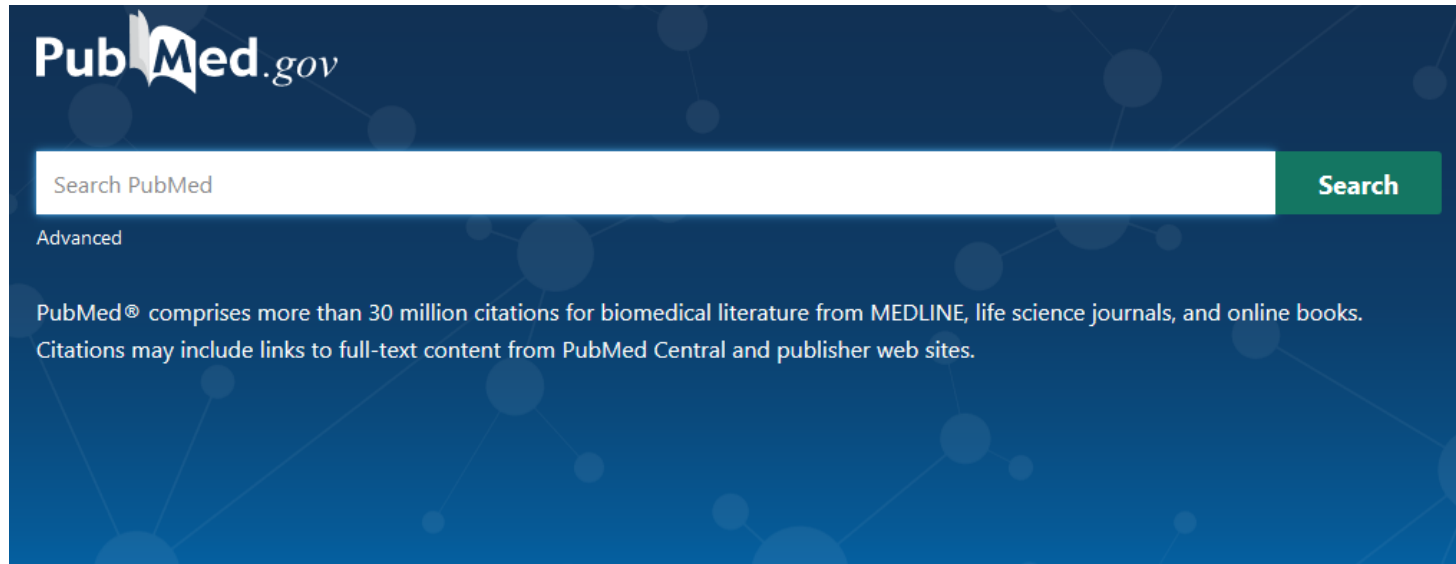 PubMed.gov
Search PubMed
Search
Advanced
PubMed® comprises more than 30 million citations for biomedical literature from MEDLINE, life science journals, and online books.
Citations may include links to full-text content from PubMed Central and publisher web sites.